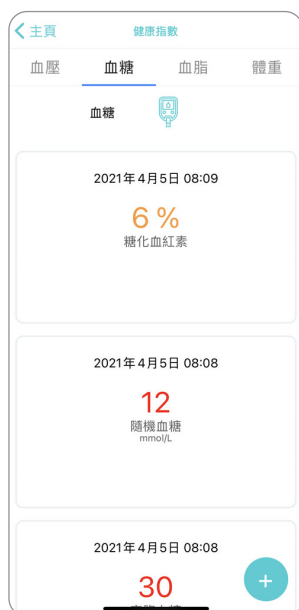 主頁
健康指數
血壓 血糖 血脂 體重
血糖
2021年4月5日 08:09
6 %
糖化血紅素
2021年4月5日 08:08
12
隨機血糖
mmol/L
2021年4月5日 08:08
30
+